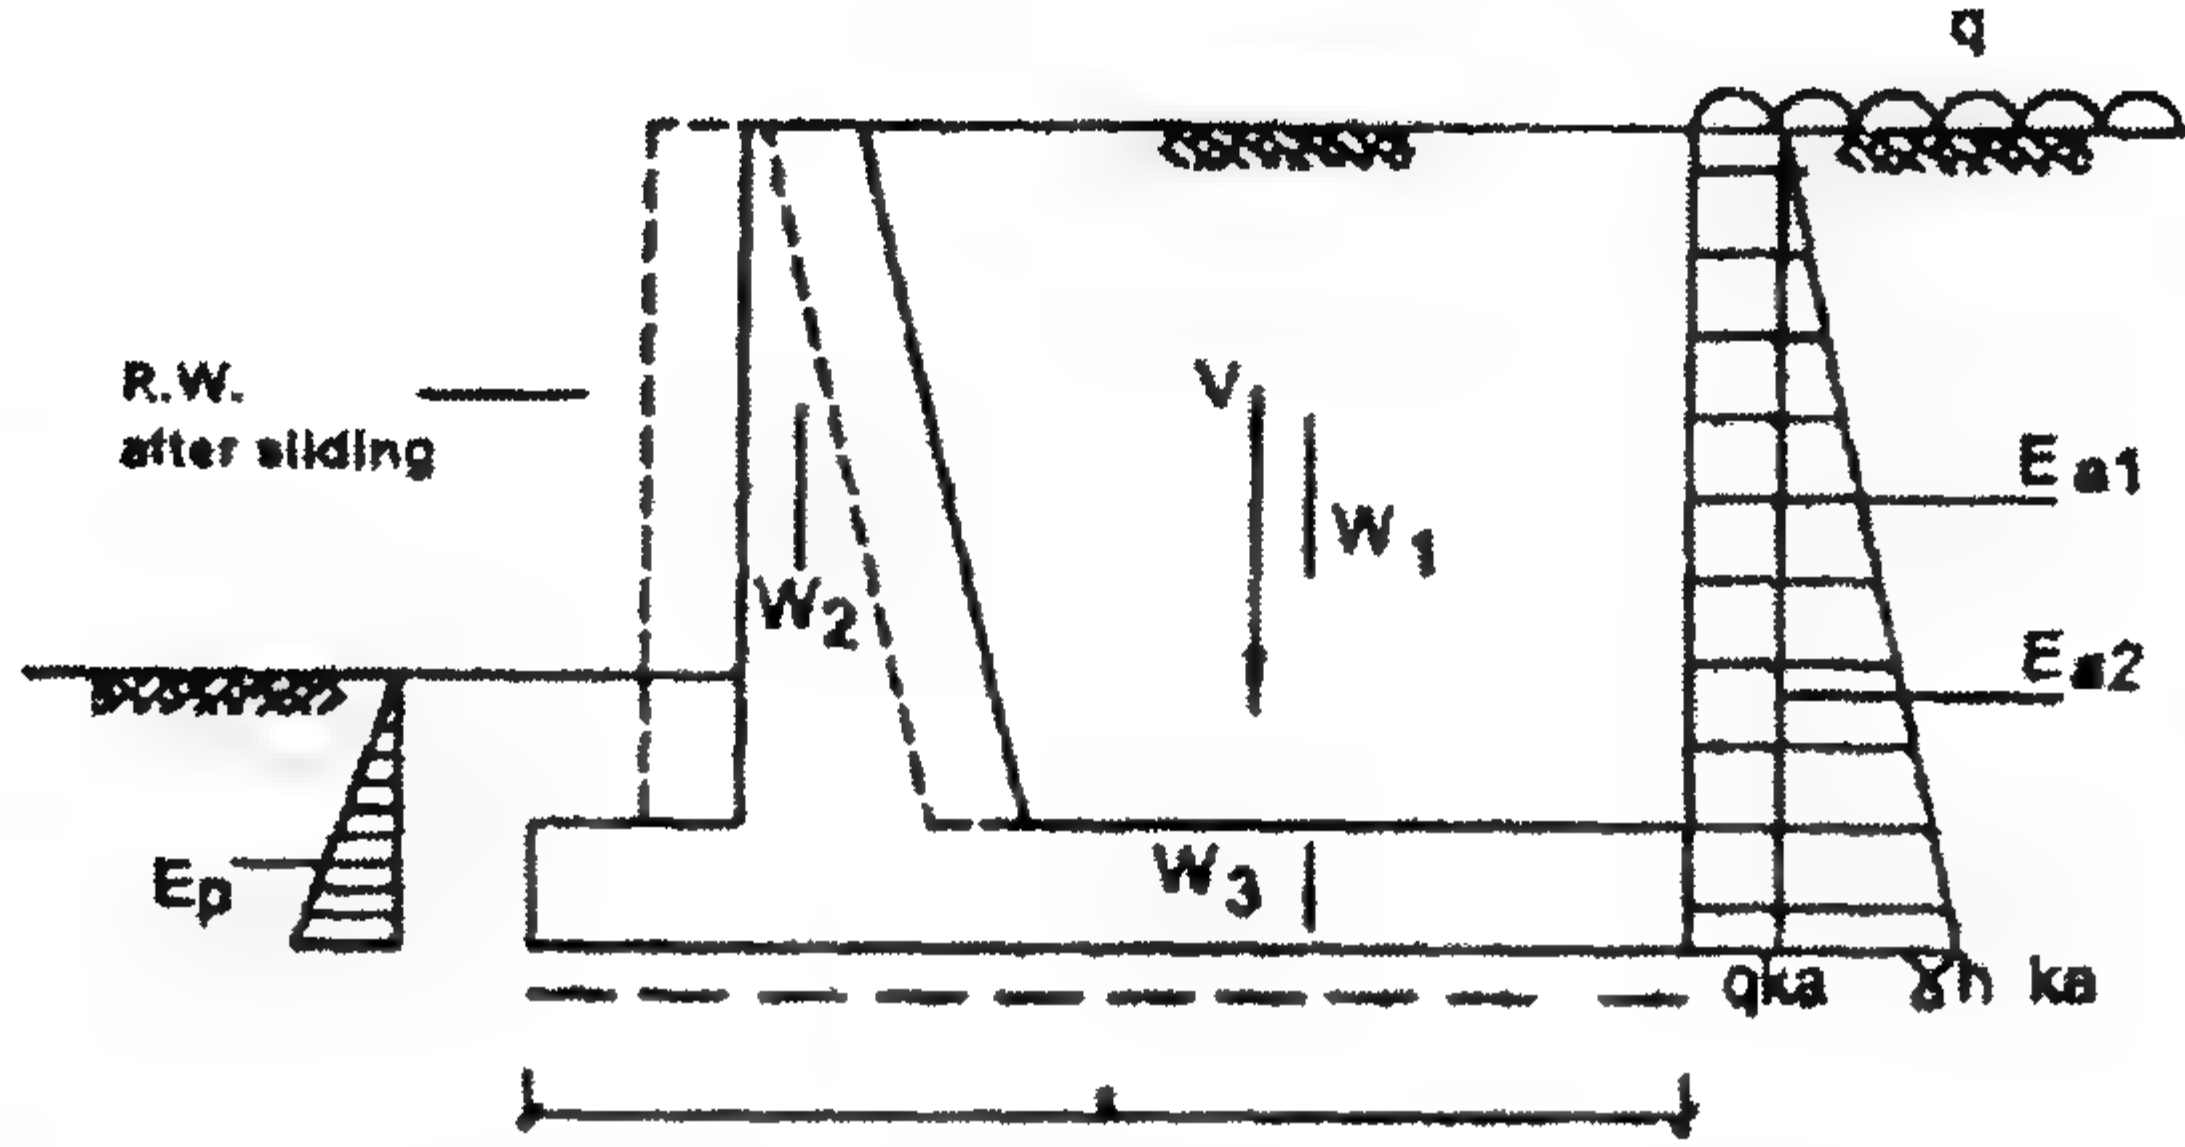 q
R.W.
after sliding
V
W1
W2
Ea1
Ea2
Ep
W3
qka
γh ka